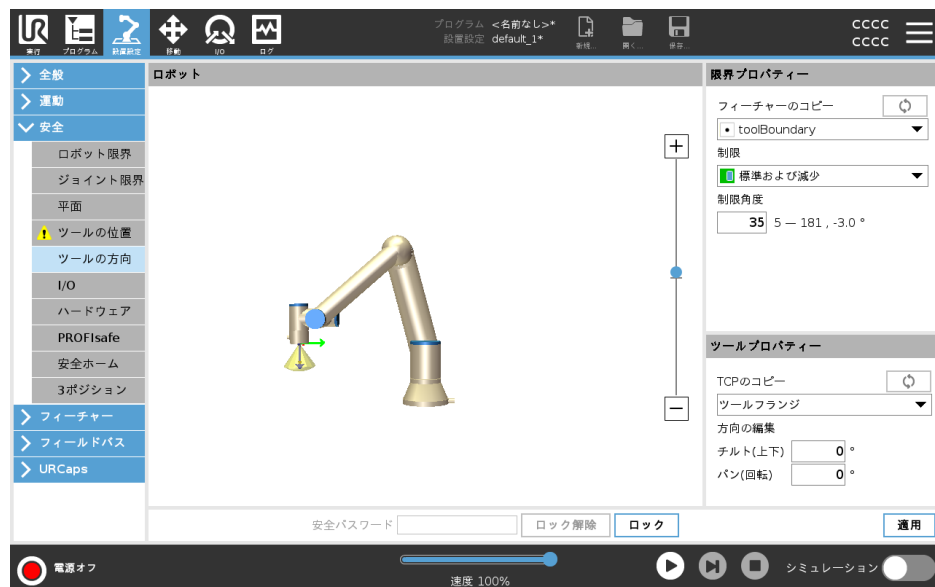 UR
実行
プログラム
設置設定
移動
I/O
ログ
プログラム <名前なし>*
設置設定 default_1*
新規...
開く...
保存...
cccc
cccc
全般
運動
安全
ロボット限界
ジョイント限界
平面
ツールの位置
ツールの方向
I/O
ハードウェア
PROFIsafe
安全ホーム
3ポジション
フィーチャー
フィールドバス
URCaps
ロボット
限界プロパティー
フィーチャーのコピー
toolBoundary
制限
標準および減少
制限角度
35 5 — 181 , -3.0 °
ツールプロパティー
TCPのコピー
ツールフランジ
方向の編集
チルト(上下) 0 °
パン(回転) 0 °
安全パスワード
ロック解除
ロック
適用
電源オフ
速度 100%
シミュレーション